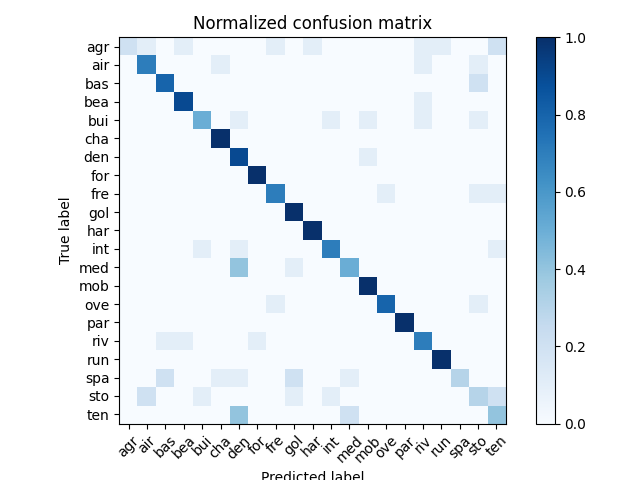 Normalized confusion matrix
True label
agr
air
bas
bea
bui
cha
den
for
fre
gol
har
int
med
mob
ove
par
riv
run
spa
sto
ten
agr air bas bea bui cha den for fre gol har int med mob ove par riv run spa sto ten
Predicted label
1.0
0.8
0.6
0.4
0.2
0.0